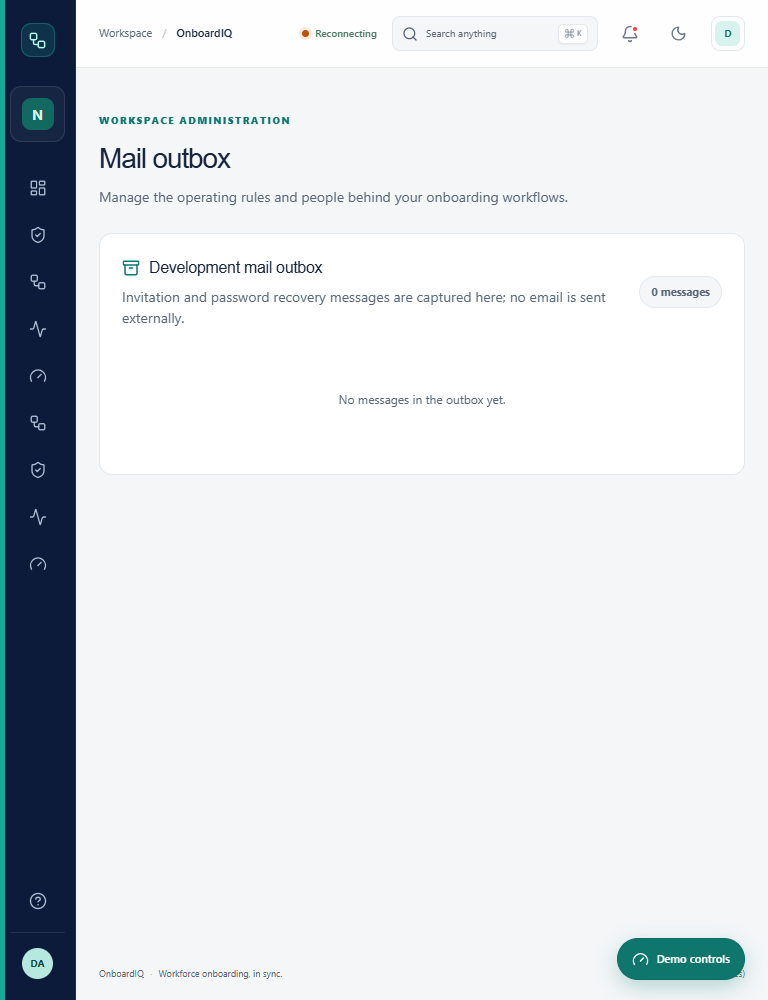 Workspace / OnboardIQ
Reconnecting
Search anything
⌘ K
D
N
WORKSPACE ADMINISTRATION
Mail outbox
Manage the operating rules and people behind your onboarding workflows.
Development mail outbox
Invitation and password recovery messages are captured here; no email is sent
externally.
0 messages
No messages in the outbox yet.
DA
OnboardIQ · Workforce onboarding, in sync.
Demo controls